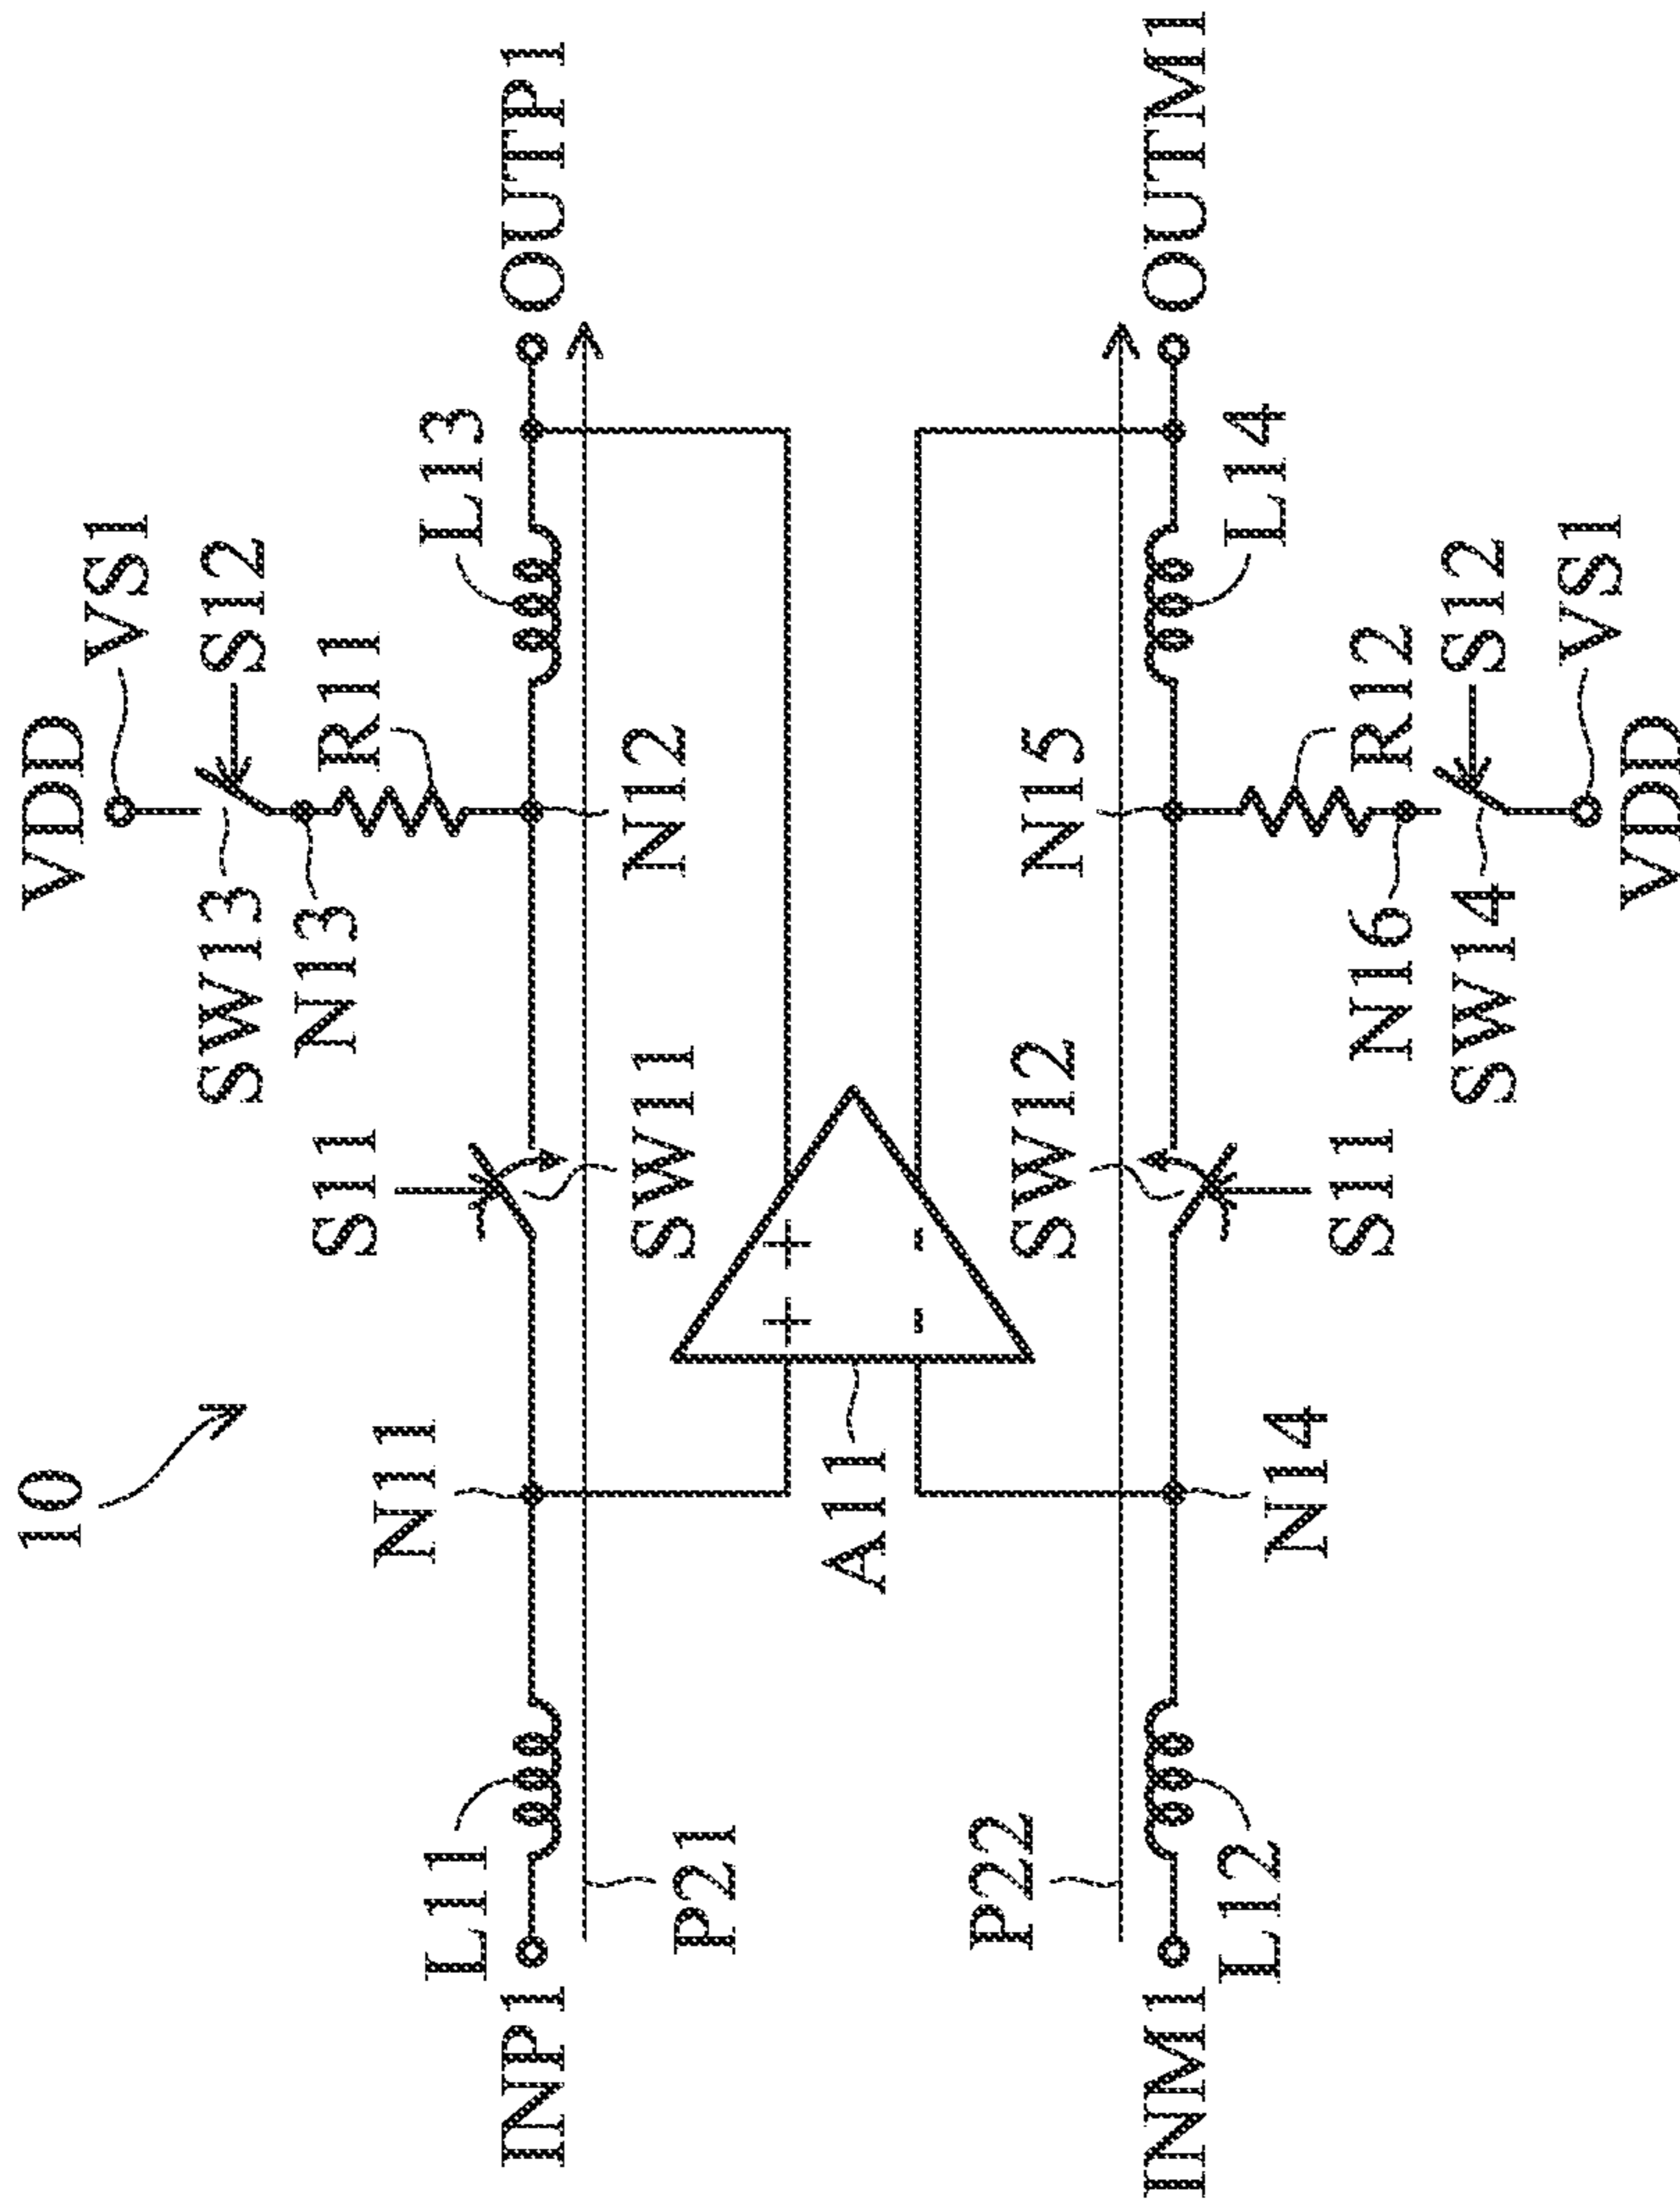 10
VDD
VS1
SW13
S12
N13
R11
S11
N11
L11
L13
INP1
OUTP1
SW11
N12
P21
A11
+ +
- -
P22
SW12
N15
INM1
OUTM1
L12
N14
L14
S11
N16
R12
SW14
S12
VS1
VDD